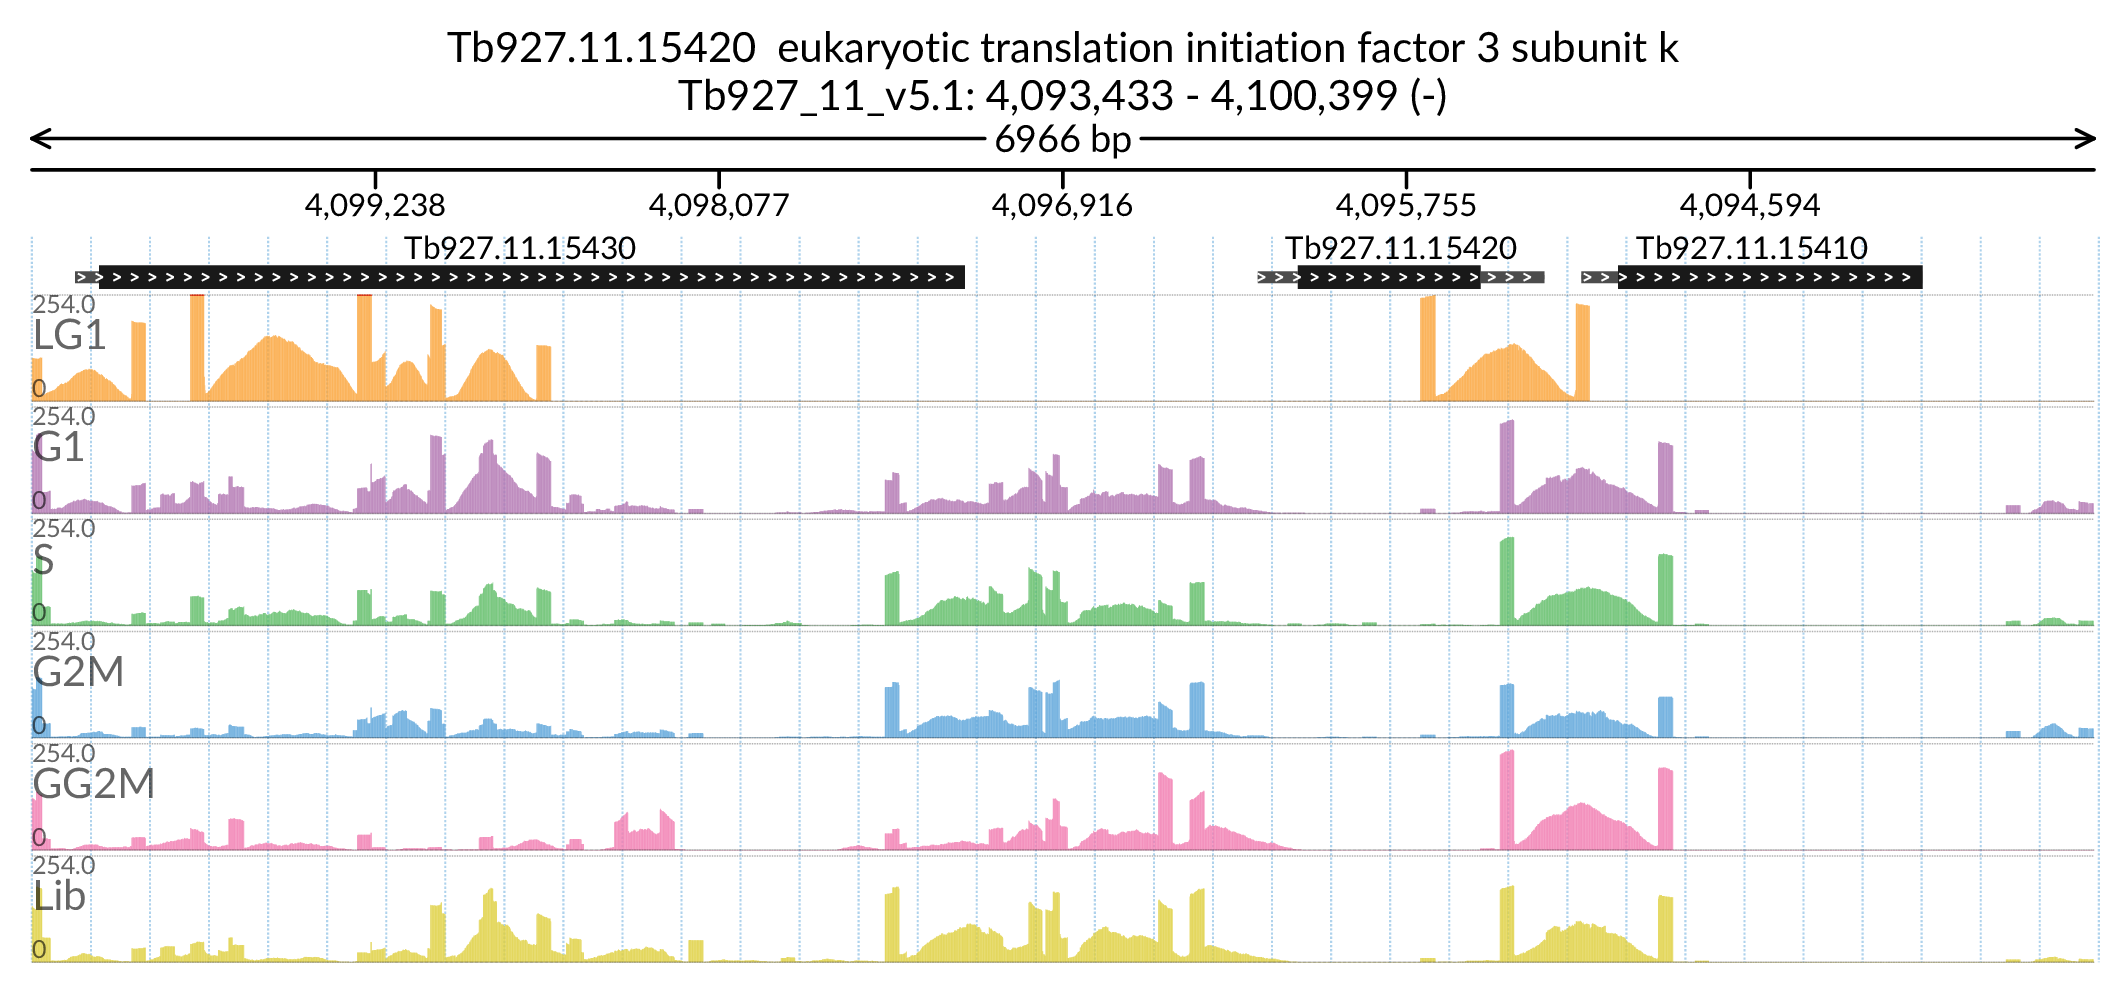 Tb927.11.15420 eukaryotic translation initiation factor 3 subunit k
Tb927_11_v5.1: 4,093,433 - 4,100,399 (-)
6966 bp
4,099,238 4,098,077 4,096,916 4,095,755 4,094,594
Tb927.11.15430 Tb927.11.15420 Tb927.11.15410
254.0
LG1
0
254.0
G1
0
254.0
S
0
254.0
G2M
0
254.0
GG2M
0
254.0
Lib
0